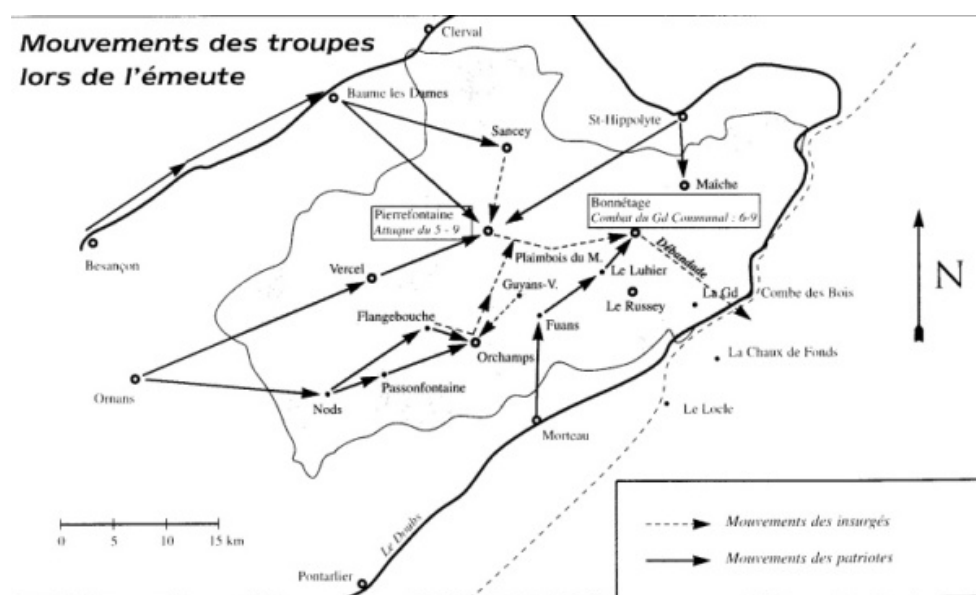 Mouvements des troupes
lors de l'émeute
Clerval
Baume les Dames
St-Hippolyte
Sancey
Maîche
Pierrefontaine
Attaque du 5 - 9
Bonnétage
Combat du Gd Communal : 6-9
Besançon
Plaimbois du M.
Débandade
Vercel
Le Luhier
Guyans-V.
La Gd Combe des Bois
Le Russey
Flangebouche
Fuans
N
Orchamps
La Chaux de Fonds
Ornans
Passonfontaine
Nods
Le Locle
Morteau
Le Doubs
Mouvements des insurgés
0 5 10 15 km
Mouvements des patriotes
Pontarlier